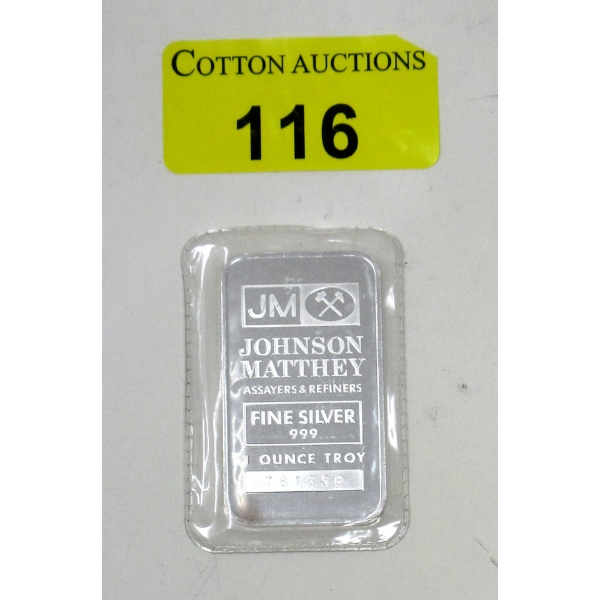 COTTON AUCTIONS
116
JM
JOHNSON
MATTHEY
ASSAYERS & REFINERS
FINE SILVER
999
1 OUNCE TROY